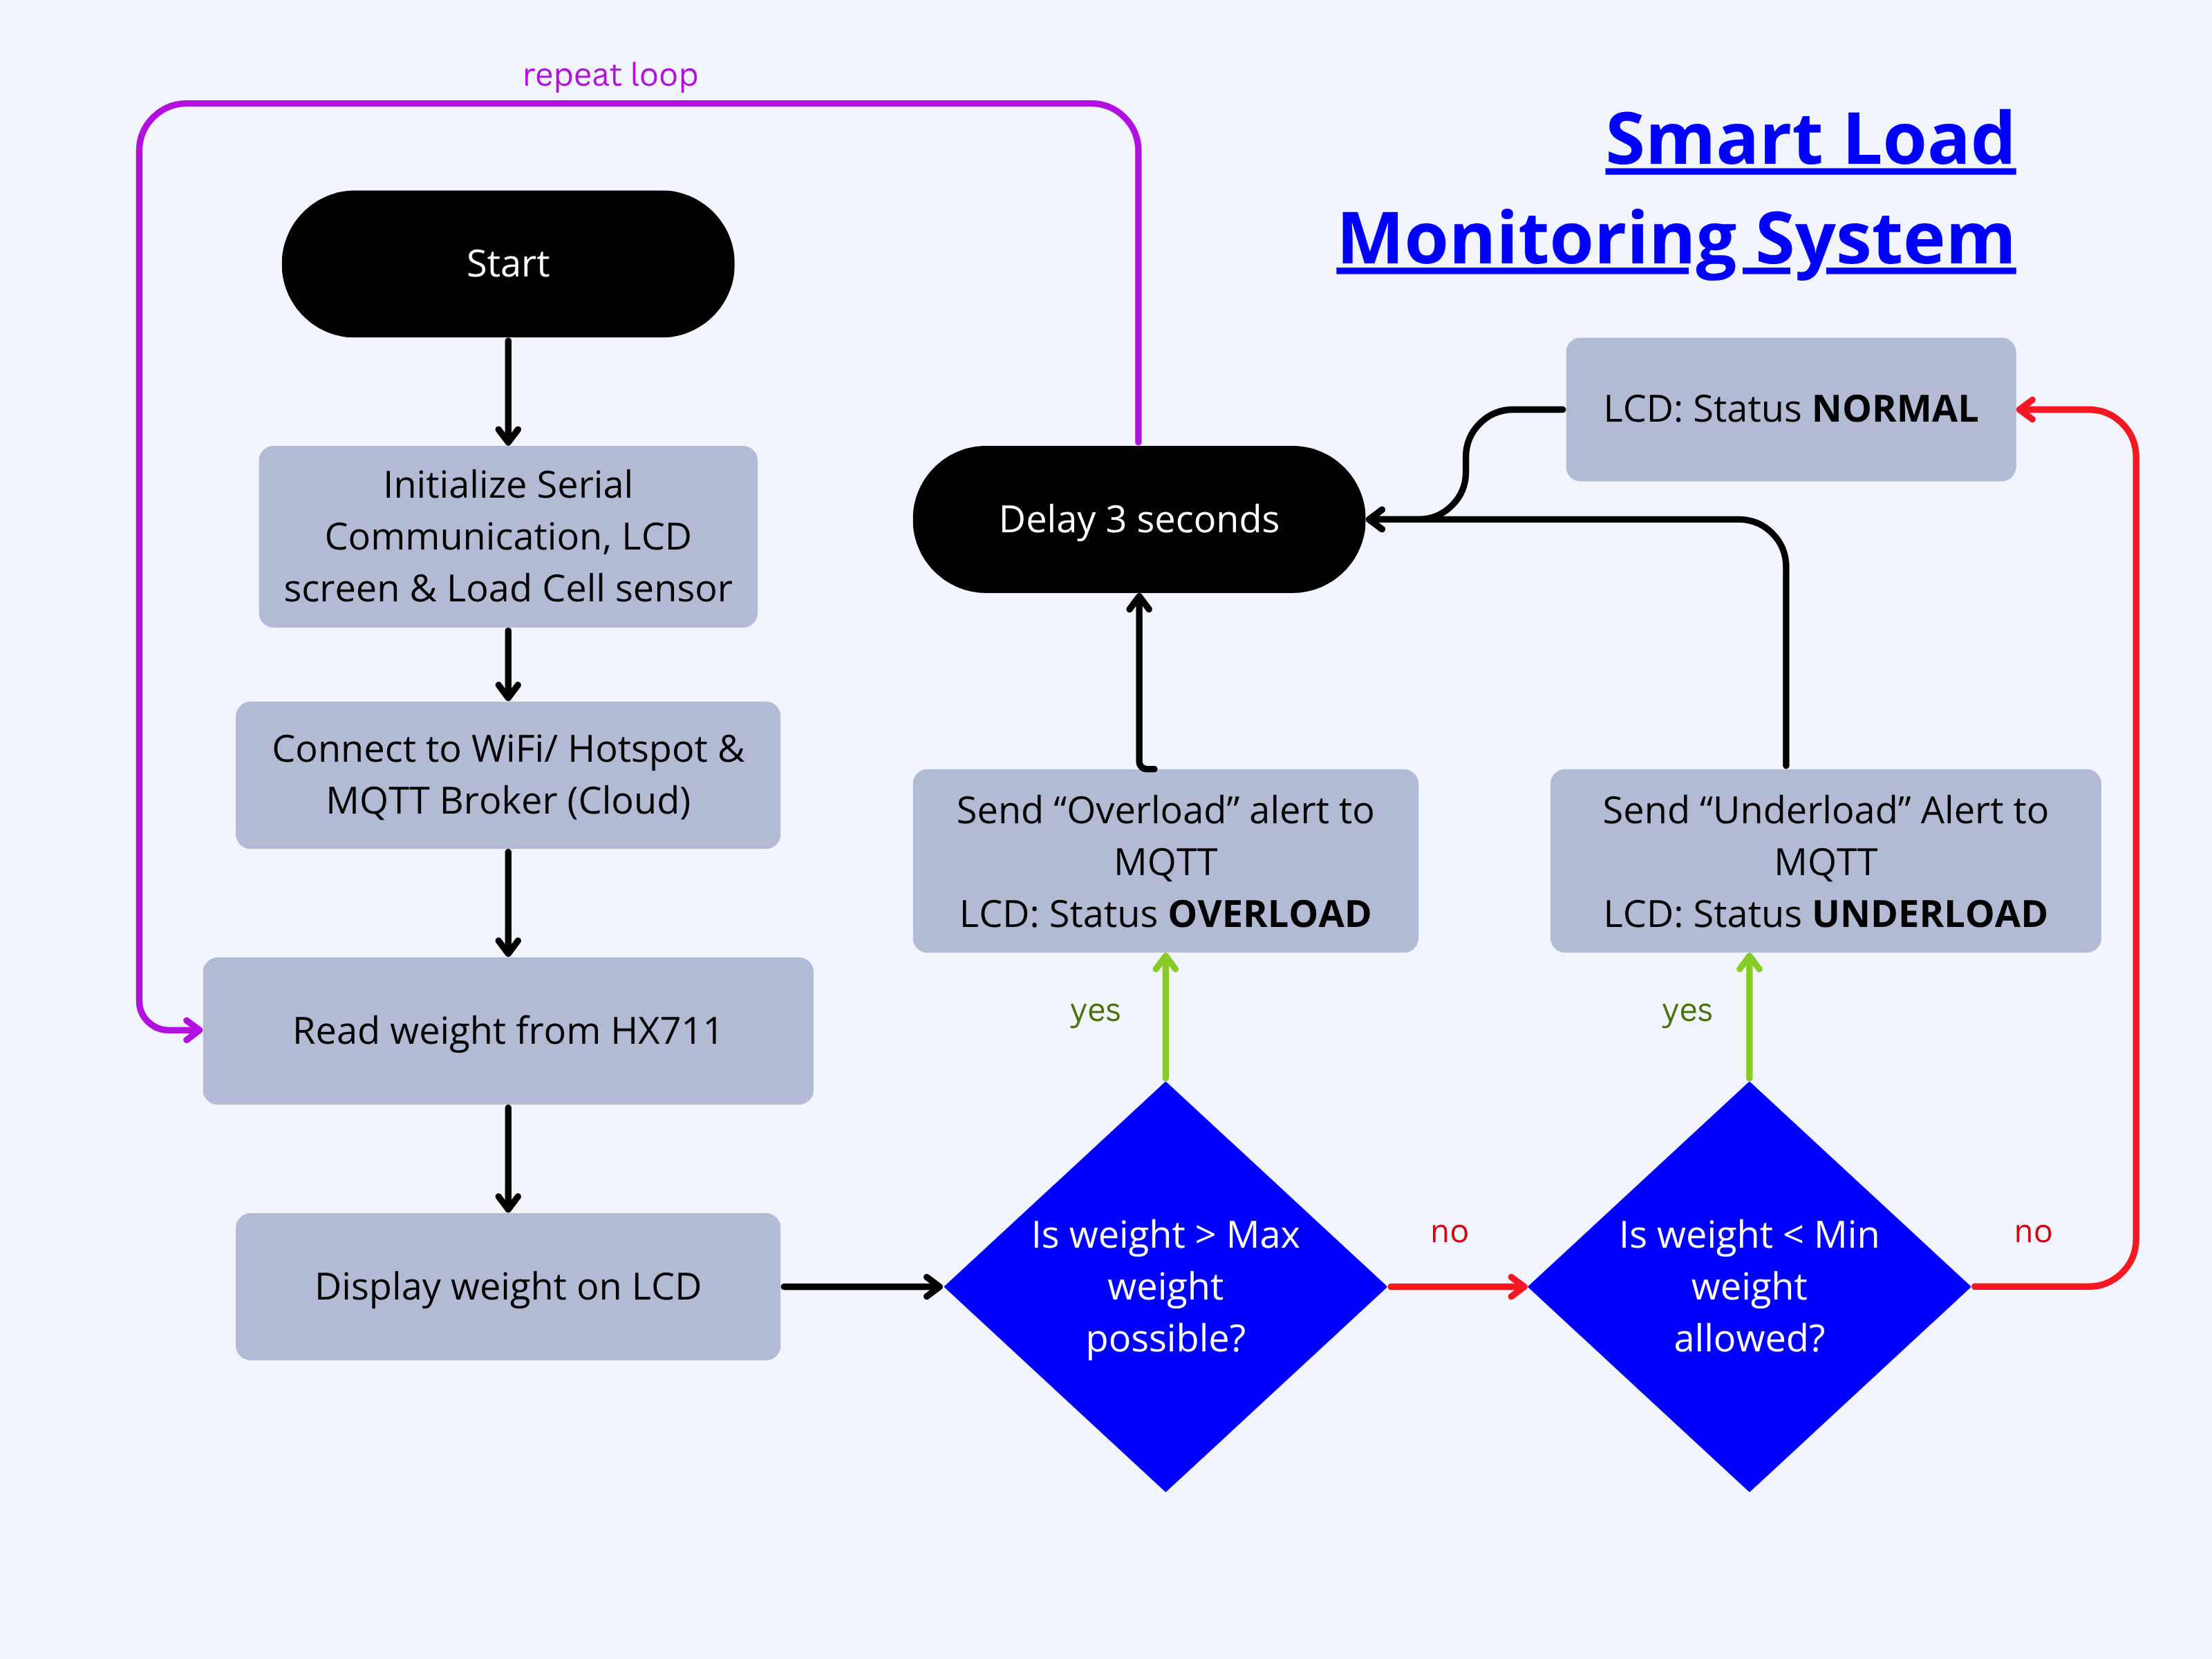 Smart Load
Monitoring System
repeat loop
Start
Initialize Serial
Communication, LCD
screen & Load Cell sensor
Connect to WiFi/ Hotspot &
MQTT Broker (Cloud)
Read weight from HX711
Display weight on LCD
Is weight > Max
weight
possible?
yes
no
Send “Overload” alert to
MQTT
LCD: Status OVERLOAD
Is weight < Min
weight
allowed?
yes
no
Send “Underload” Alert to
MQTT
LCD: Status UNDERLOAD
LCD: Status NORMAL
Delay 3 seconds